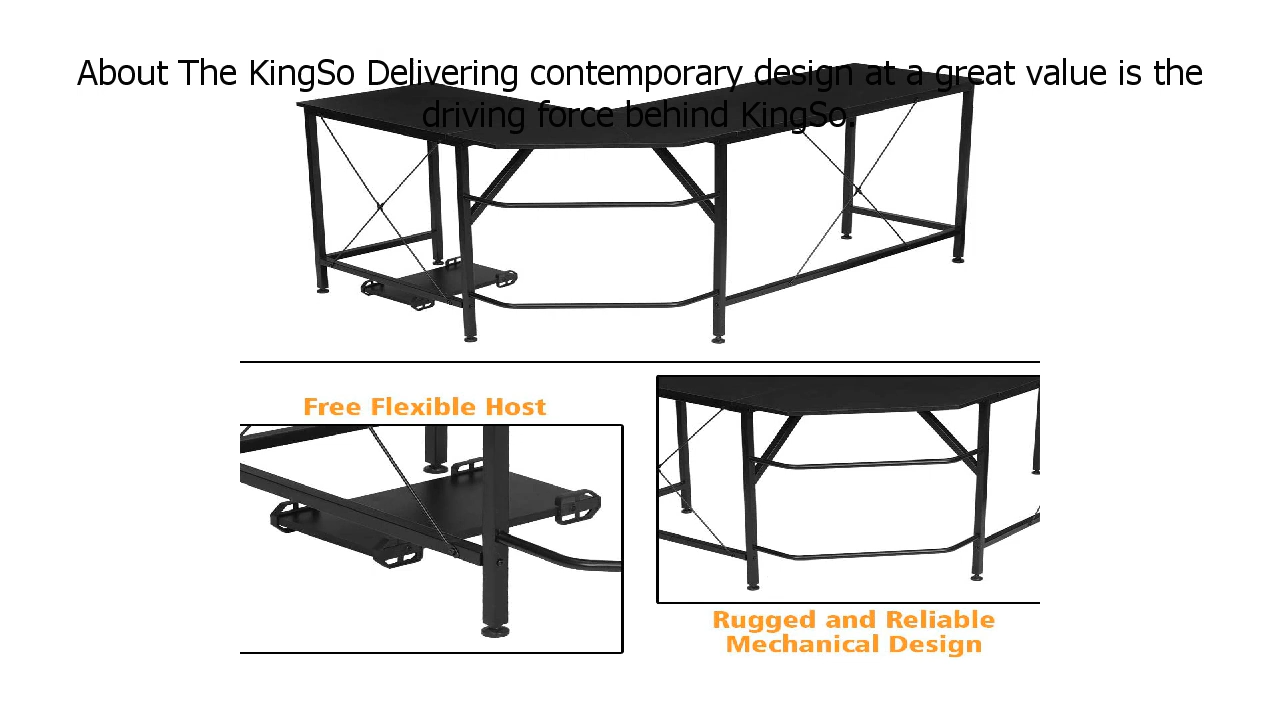 About The KingSo Delivering contemporary design at a great value is the
driving force behind KingSo.
Free Flexible Host
Rugged and Reliable
Mechanical Design